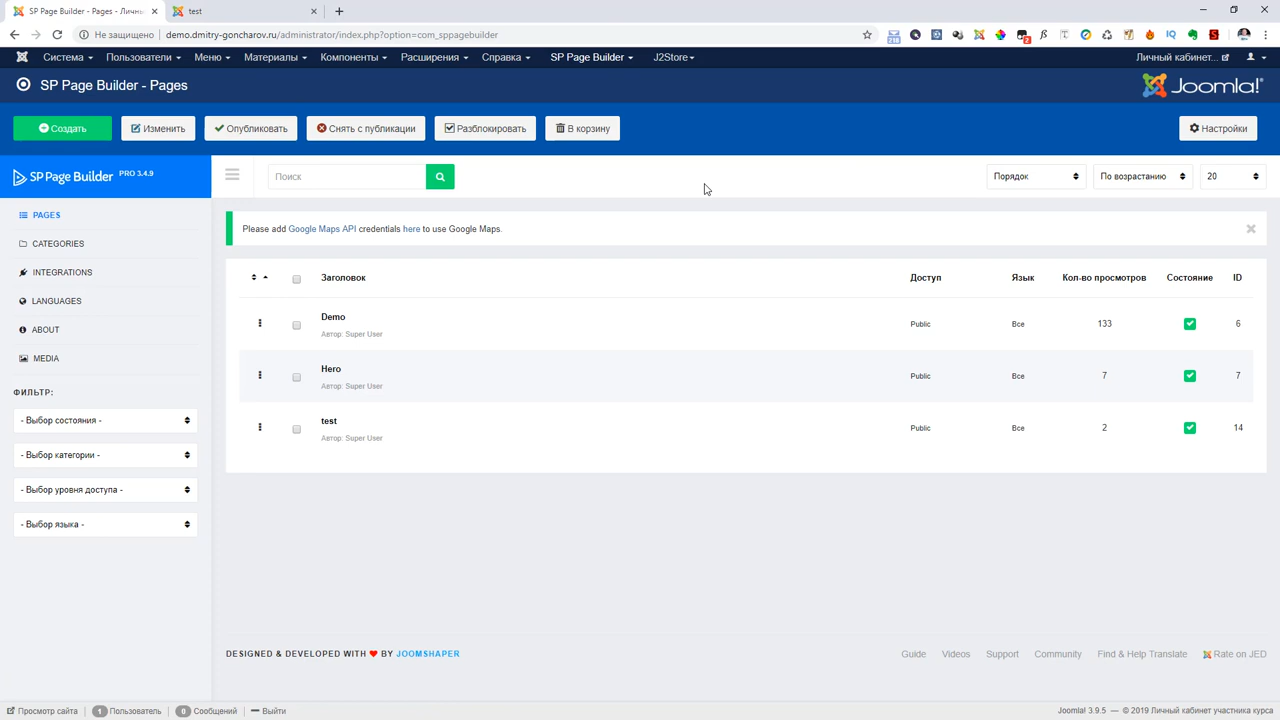 SP Page Builder - Pages - Личны
test
Не защищено
demo.dmitry-goncharov.ru/administrator/index.php?option=com_sppagebuilder
Система
Пользователи
Меню
Материалы
Компоненты
Расширения
Справка
SP Page Builder
J2Store
Личный кабинет...
SP Page Builder - Pages
Joomla!
Создать
Изменить
Опубликовать
Снять с публикации
Разблокировать
В корзину
Настройки
SP Page Builder PRO 3.4.9
Поиск
Порядок
По возрастанию
20
PAGES
CATEGORIES
INTEGRATIONS
LANGUAGES
ABOUT
MEDIA
ФИЛЬТР:
- Выбор состояния -
- Выбор категории -
- Выбор уровня доступа -
- Выбор языка -
Please add Google Maps API credentials here to use Google Maps.
Заголовок Доступ Язык Кол-во просмотров Состояние ID
Demo
Автор: Super User
Public Все 133 6
Hero
Автор: Super User
Public Все 7 7
test
Автор: Super User
Public Все 2 14
DESIGNED & DEVELOPED WITH ❤ BY JOOMSHAPER
Guide Videos Support Community Find & Help Translate Rate on JED
Просмотр сайта 1 Пользователь 0 Сообщений Выйти
Joomla! 3.9.5 — © 2019 Личный кабинет участника курса